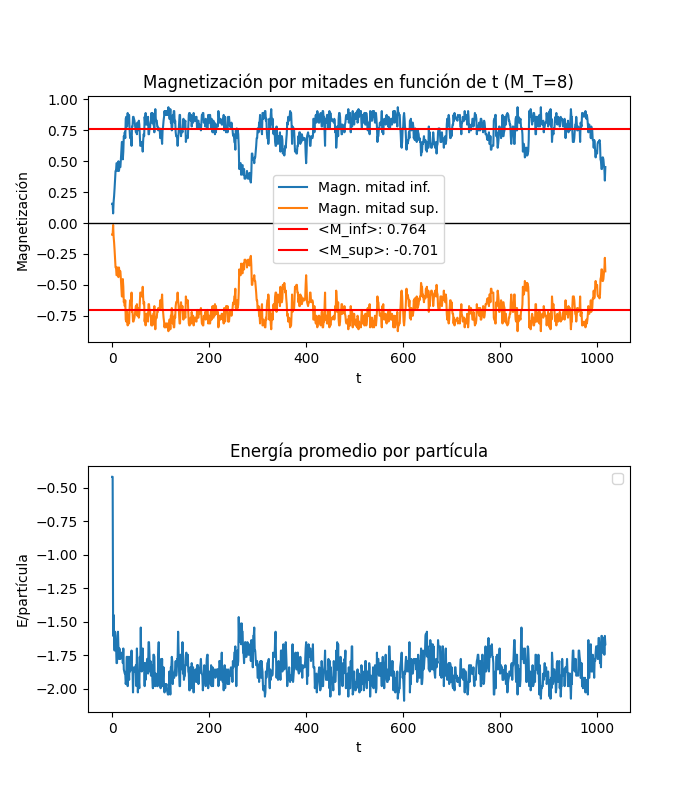 Magnetización por mitades en función de t (M_T=8)
1.00
0.75
0.50
0.25
0.00
−0.25
−0.50
−0.75
Magnetización
Magn. mitad inf.
Magn. mitad sup.
<M_inf>: 0.764
<M_sup>: -0.701
0 200 400 600 800 1000
t
Energía promedio por partícula
−0.50
−0.75
−1.00
−1.25
−1.50
−1.75
−2.00
E/partícula
0 200 400 600 800 1000
t